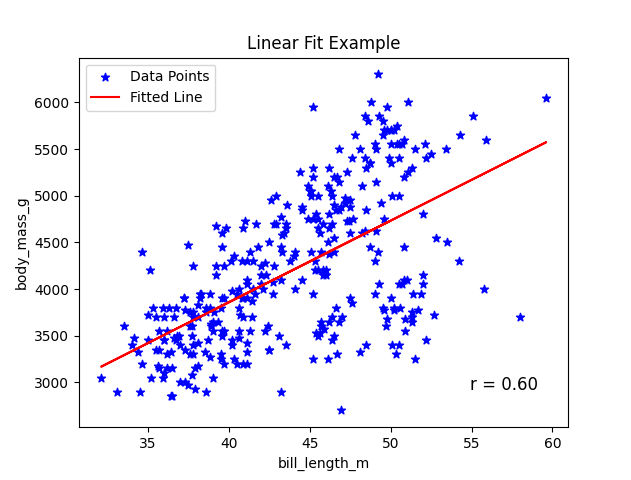 Linear Fit Example
Data Points
Fitted Line
6000
5500
5000
4500
4000
3500
3000
body_mass_g
r = 0.60
35 40 45 50 55 60
bill_length_m